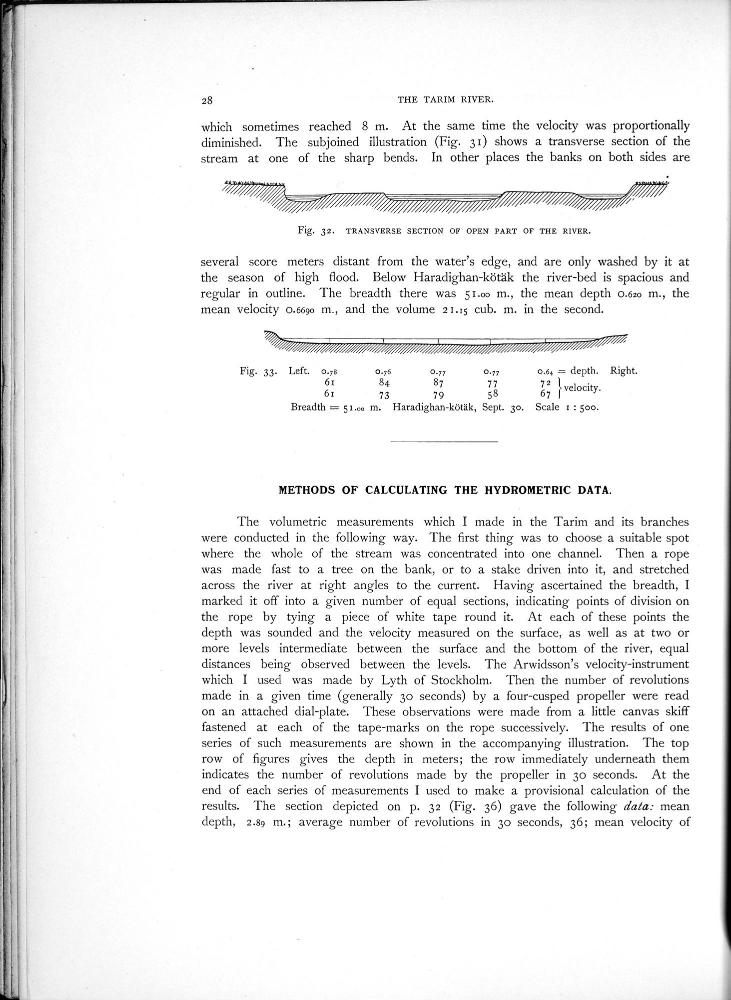 28
THE TARIM RIVER.
which sometimes reached 8 m. At the same time the velocity was proportionally
diminished. The subjoined illustration (Fig. 31) shows a transverse section of the
stream at one of the sharp bends. In other places the banks on both sides are
Fig. 32. TRANSVERSE SECTION OF OPEN PART OF THE RIVER.
several score meters distant from the water's edge, and are only washed by it at
the season of high flood. Below Haradighan-kötäk the river-bed is spacious and
regular in outline. The breadth there was 51.00 m., the mean depth 0.620 m., the
mean velocity 0.6690 m., and the volume 21.15 cub. m. in the second.
Fig. 33. Left. 0.78 0.76 0.77 0.77 0.64 = depth. Right.
61 84 87 77 72 } velocity.
61 73 79 58 67
Breadth = 51.00 m. Haradighan-kötäk, Sept. 30. Scale 1 : 500.
METHODS OF CALCULATING THE HYDROMETRIC DATA.
The volumetric measurements which I made in the Tarim and its branches
were conducted in the following way. The first thing was to choose a suitable spot
where the whole of the stream was concentrated into one channel. Then a rope
was made fast to a tree on the bank, or to a stake driven into it, and stretched
across the river at right angles to the current. Having ascertained the breadth, I
marked it off into a given number of equal sections, indicating points of division on
the rope by tying a piece of white tape round it. At each of these points the
depth was sounded and the velocity measured on the surface, as well as at two or
more levels intermediate between the surface and the bottom of the river, equal
distances being observed between the levels. The Arwidsson's velocity-instrument
which I used was made by Lyth of Stockholm. Then the number of revolutions
made in a given time (generally 30 seconds) by a four-cusped propeller were read
on an attached dial-plate. These observations were made from a little canvas skiff
fastened at each of the tape-marks on the rope successively. The results of one
series of such measurements are shown in the accompanying illustration. The top
row of figures gives the depth in meters; the row immediately underneath them
indicates the number of revolutions made by the propeller in 30 seconds. At the
end of each series of measurements I used to make a provisional calculation of the
results. The section depicted on p. 32 (Fig. 36) gave the following data: mean
depth, 2.89 m.; average number of revolutions in 30 seconds, 36; mean velocity of